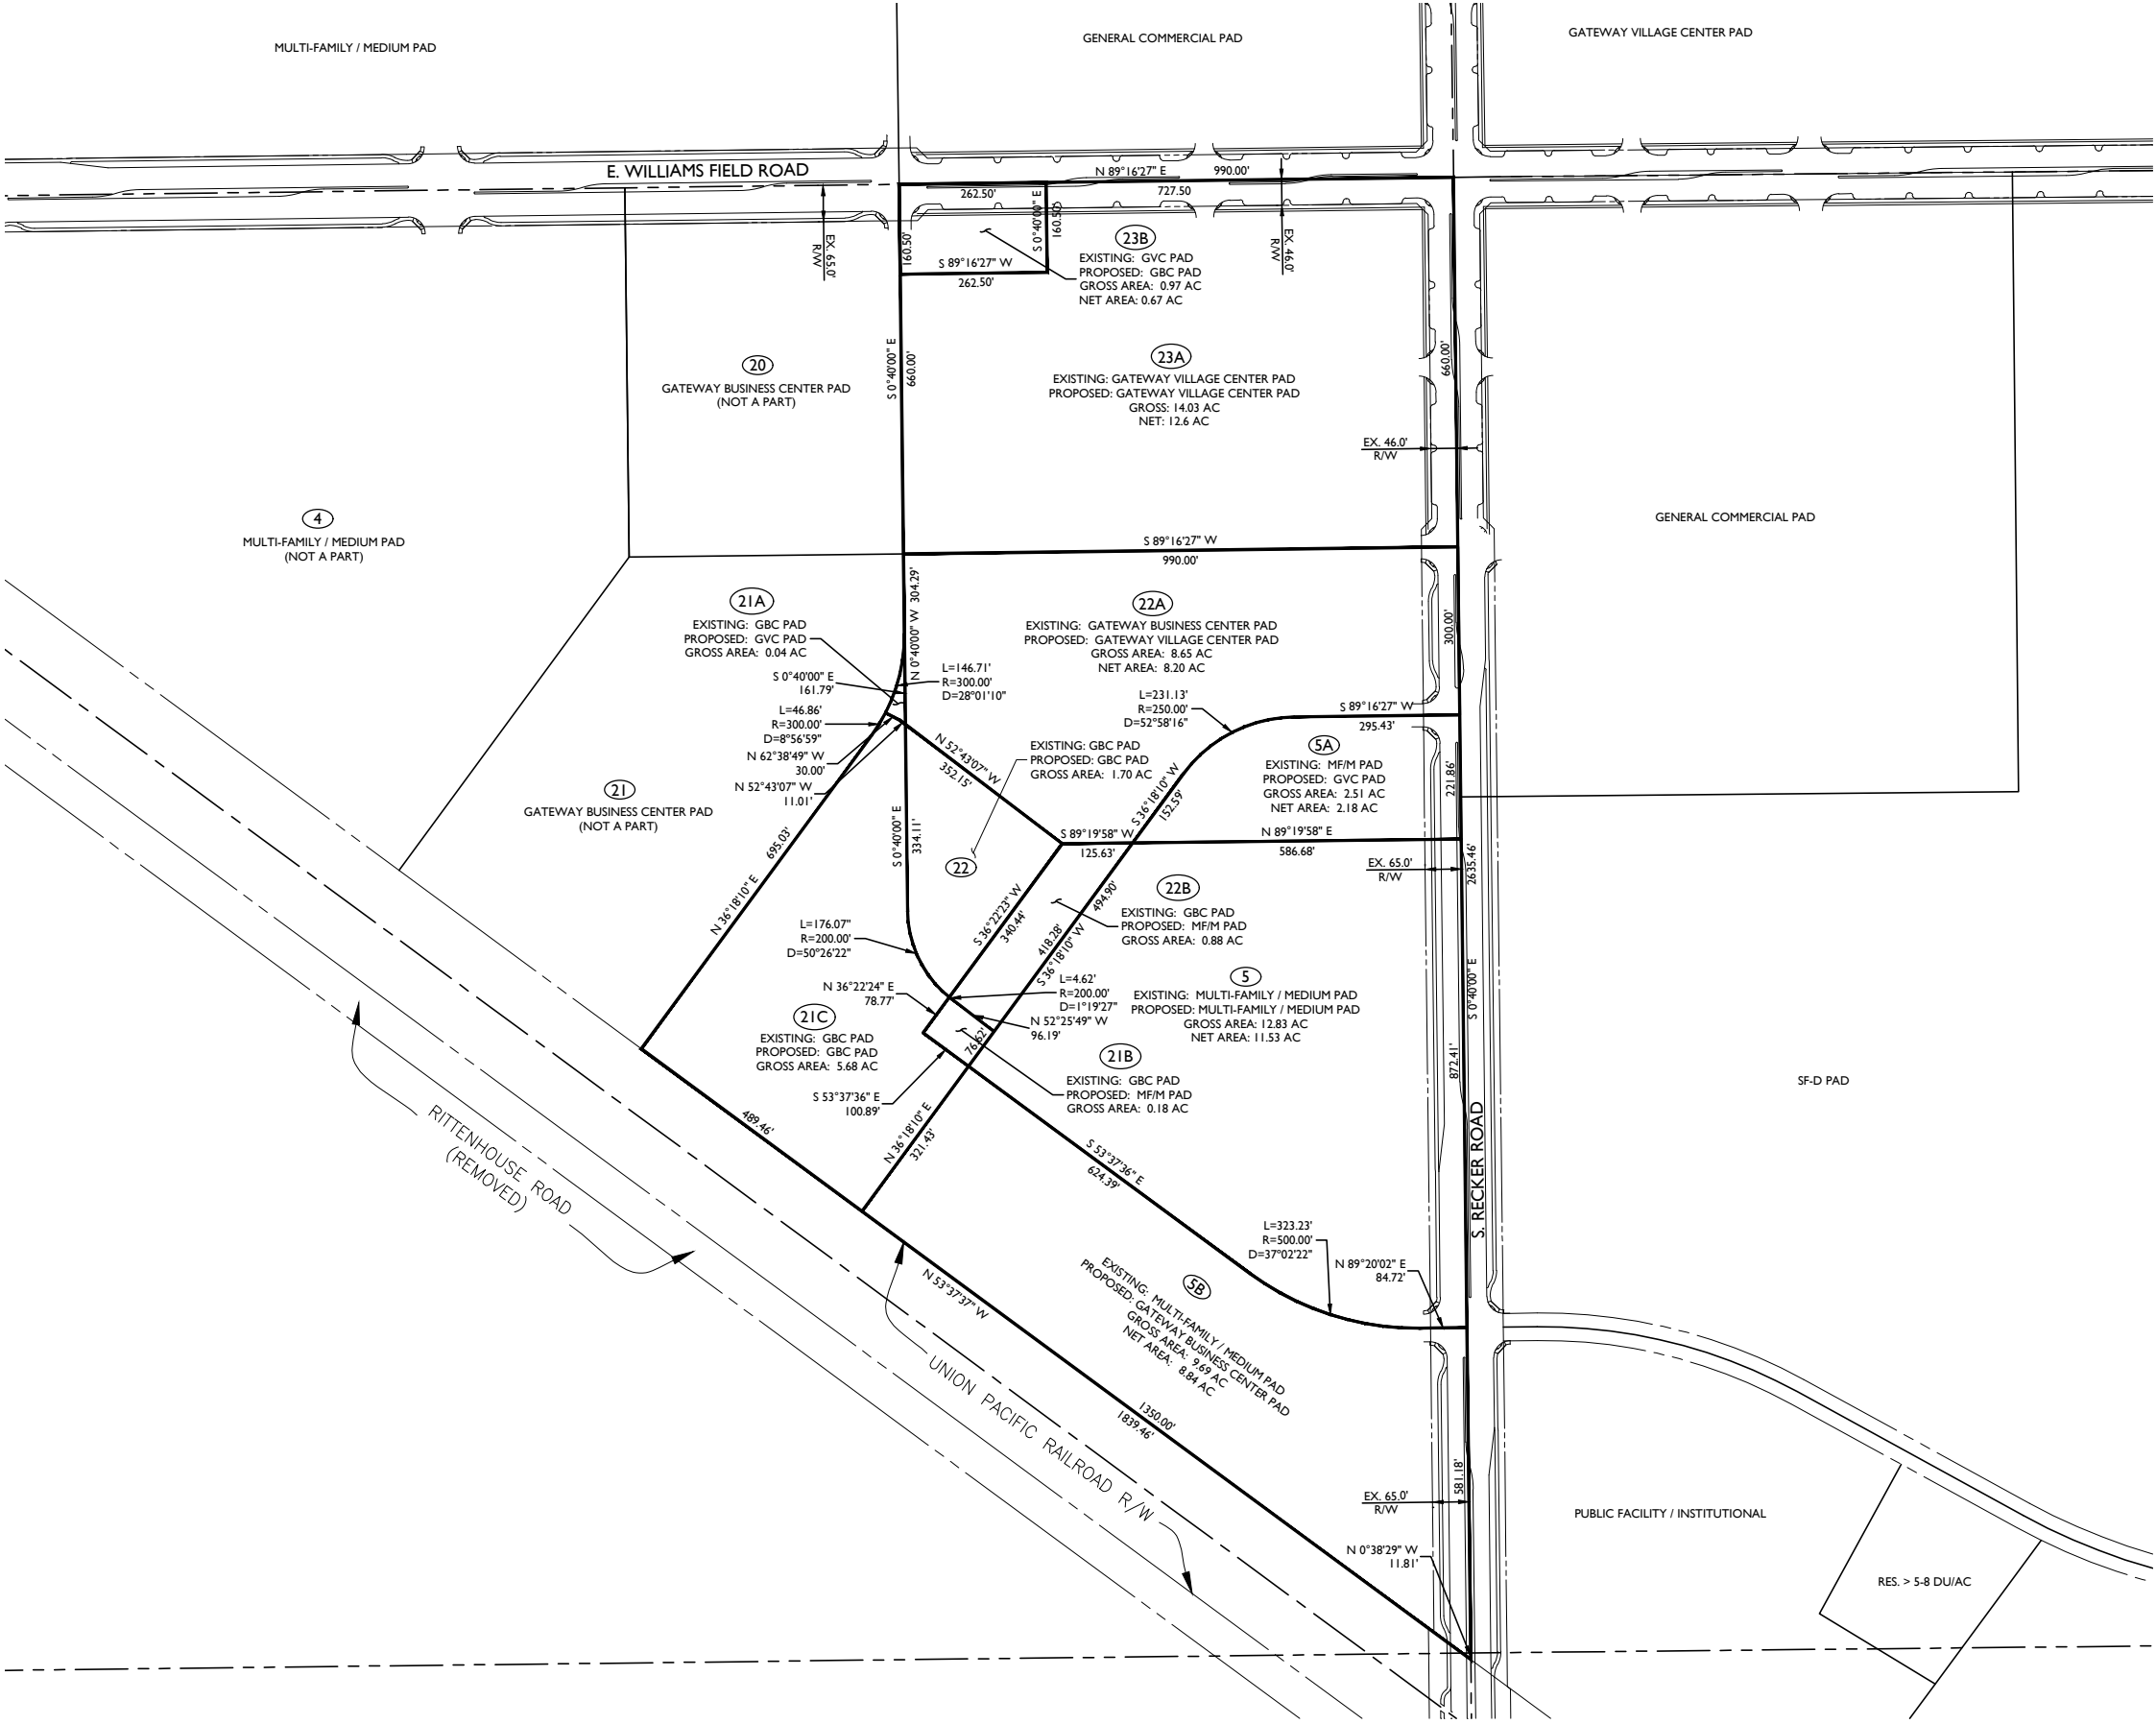 MULTI-FAMILY / MEDIUM PAD
GENERAL COMMERCIAL PAD
GATEWAY VILLAGE CENTER PAD
E. WILLIAMS FIELD ROAD
N 89°16'27" E
990.00'
262.50'
727.50
S 0°40'00" E
160.50'
160.50'
S 89°16'27" W
262.50'
EX. 65.0'
R/W
EX. 46.0'
R/W
23B
EXISTING: GVC PAD
PROPOSED: GBC PAD
GROSS AREA: 0.97 AC
NET AREA: 0.67 AC
20
GATEWAY BUSINESS CENTER PAD
(NOT A PART)
S 0°40'00" E
660.00'
23A
EXISTING: GATEWAY VILLAGE CENTER PAD
PROPOSED: GATEWAY VILLAGE CENTER PAD
GROSS: 14.03 AC
NET: 12.6 AC
660.00'
EX. 46.0'
R/W
4
MULTI-FAMILY / MEDIUM PAD
(NOT A PART)
GENERAL COMMERCIAL PAD
S 89°16'27" W
990.00'
21A
EXISTING: GBC PAD
PROPOSED: GVC PAD
GROSS AREA: 0.04 AC
N 0°40'00" W 304.29'
22A
EXISTING: GATEWAY BUSINESS CENTER PAD
PROPOSED: GATEWAY VILLAGE CENTER PAD
GROSS AREA: 8.65 AC
NET AREA: 8.20 AC
300.00'
S 0°40'00" E
161.79'
L=146.71'
R=300.00'
D=28°01'10"
L=46.86'
R=300.00'
D=8°56'59"
N 62°38'49" W
30.00'
N 52°43'07" W
11.01'
L=231.13'
R=250.00'
D=52°58'16"
S 89°16'27" W
295.43'
N 52°43'07" W
352.15'
EXISTING: GBC PAD
PROPOSED: GBC PAD
GROSS AREA: 1.70 AC
5A
EXISTING: MF/M PAD
PROPOSED: GVC PAD
GROSS AREA: 2.51 AC
NET AREA: 2.18 AC
221.86'
21
GATEWAY BUSINESS CENTER PAD
(NOT A PART)
S 36°18'10" W
152.59'
695.03'
N 36°18'10" E
S 0°40'00" E
334.11'
S 89°19'58" W
125.63'
N 89°19'58" E
586.68'
22
EX. 65.0'
R/W
2635.46'
S 0°40'00" E
22B
EXISTING: GBC PAD
PROPOSED: MF/M PAD
GROSS AREA: 0.88 AC
S 36°22'23" W
340.44'
494.90'
418.28'
S 36°18'10" W
L=176.07"
R=200.00'
D=50°26'22"
N 36°22'24" E
78.77'
L=4.62'
R=200.00'
D=1°19'27"
N 52°25'49" W
96.19'
76.62'
5
EXISTING: MULTI-FAMILY / MEDIUM PAD
PROPOSED: MULTI-FAMILY / MEDIUM PAD
GROSS AREA: 12.83 AC
NET AREA: 11.53 AC
21C
EXISTING: GBC PAD
PROPOSED: GBC PAD
GROSS AREA: 5.68 AC
21B
EXISTING: GBC PAD
PROPOSED: MF/M PAD
GROSS AREA: 0.18 AC
S 53°37'36" E
100.89'
872.41'
SF-D PAD
S. RECKER ROAD
RITTENHOUSE ROAD
(REMOVED)
489.46'
N 36°18'10" E
321.43'
S 53°37'36" E
624.39'
L=323.23'
R=500.00'
D=37°02'22"
N 89°20'02" E
84.72'
N 53°37'37" W
5B
EXISTING: MULTI-FAMILY / MEDIUM PAD
PROPOSED: GATEWAY BUSINESS CENTER PAD
GROSS AREA: 9.69 AC
NET AREA: 8.84 AC
UNION PACIFIC RAILROAD R/W
1350.00'
1839.46'
581.18'
EX. 65.0'
R/W
PUBLIC FACILITY / INSTITUTIONAL
N 0°38'29" W
11.81'
RES. > 5-8 DU/AC